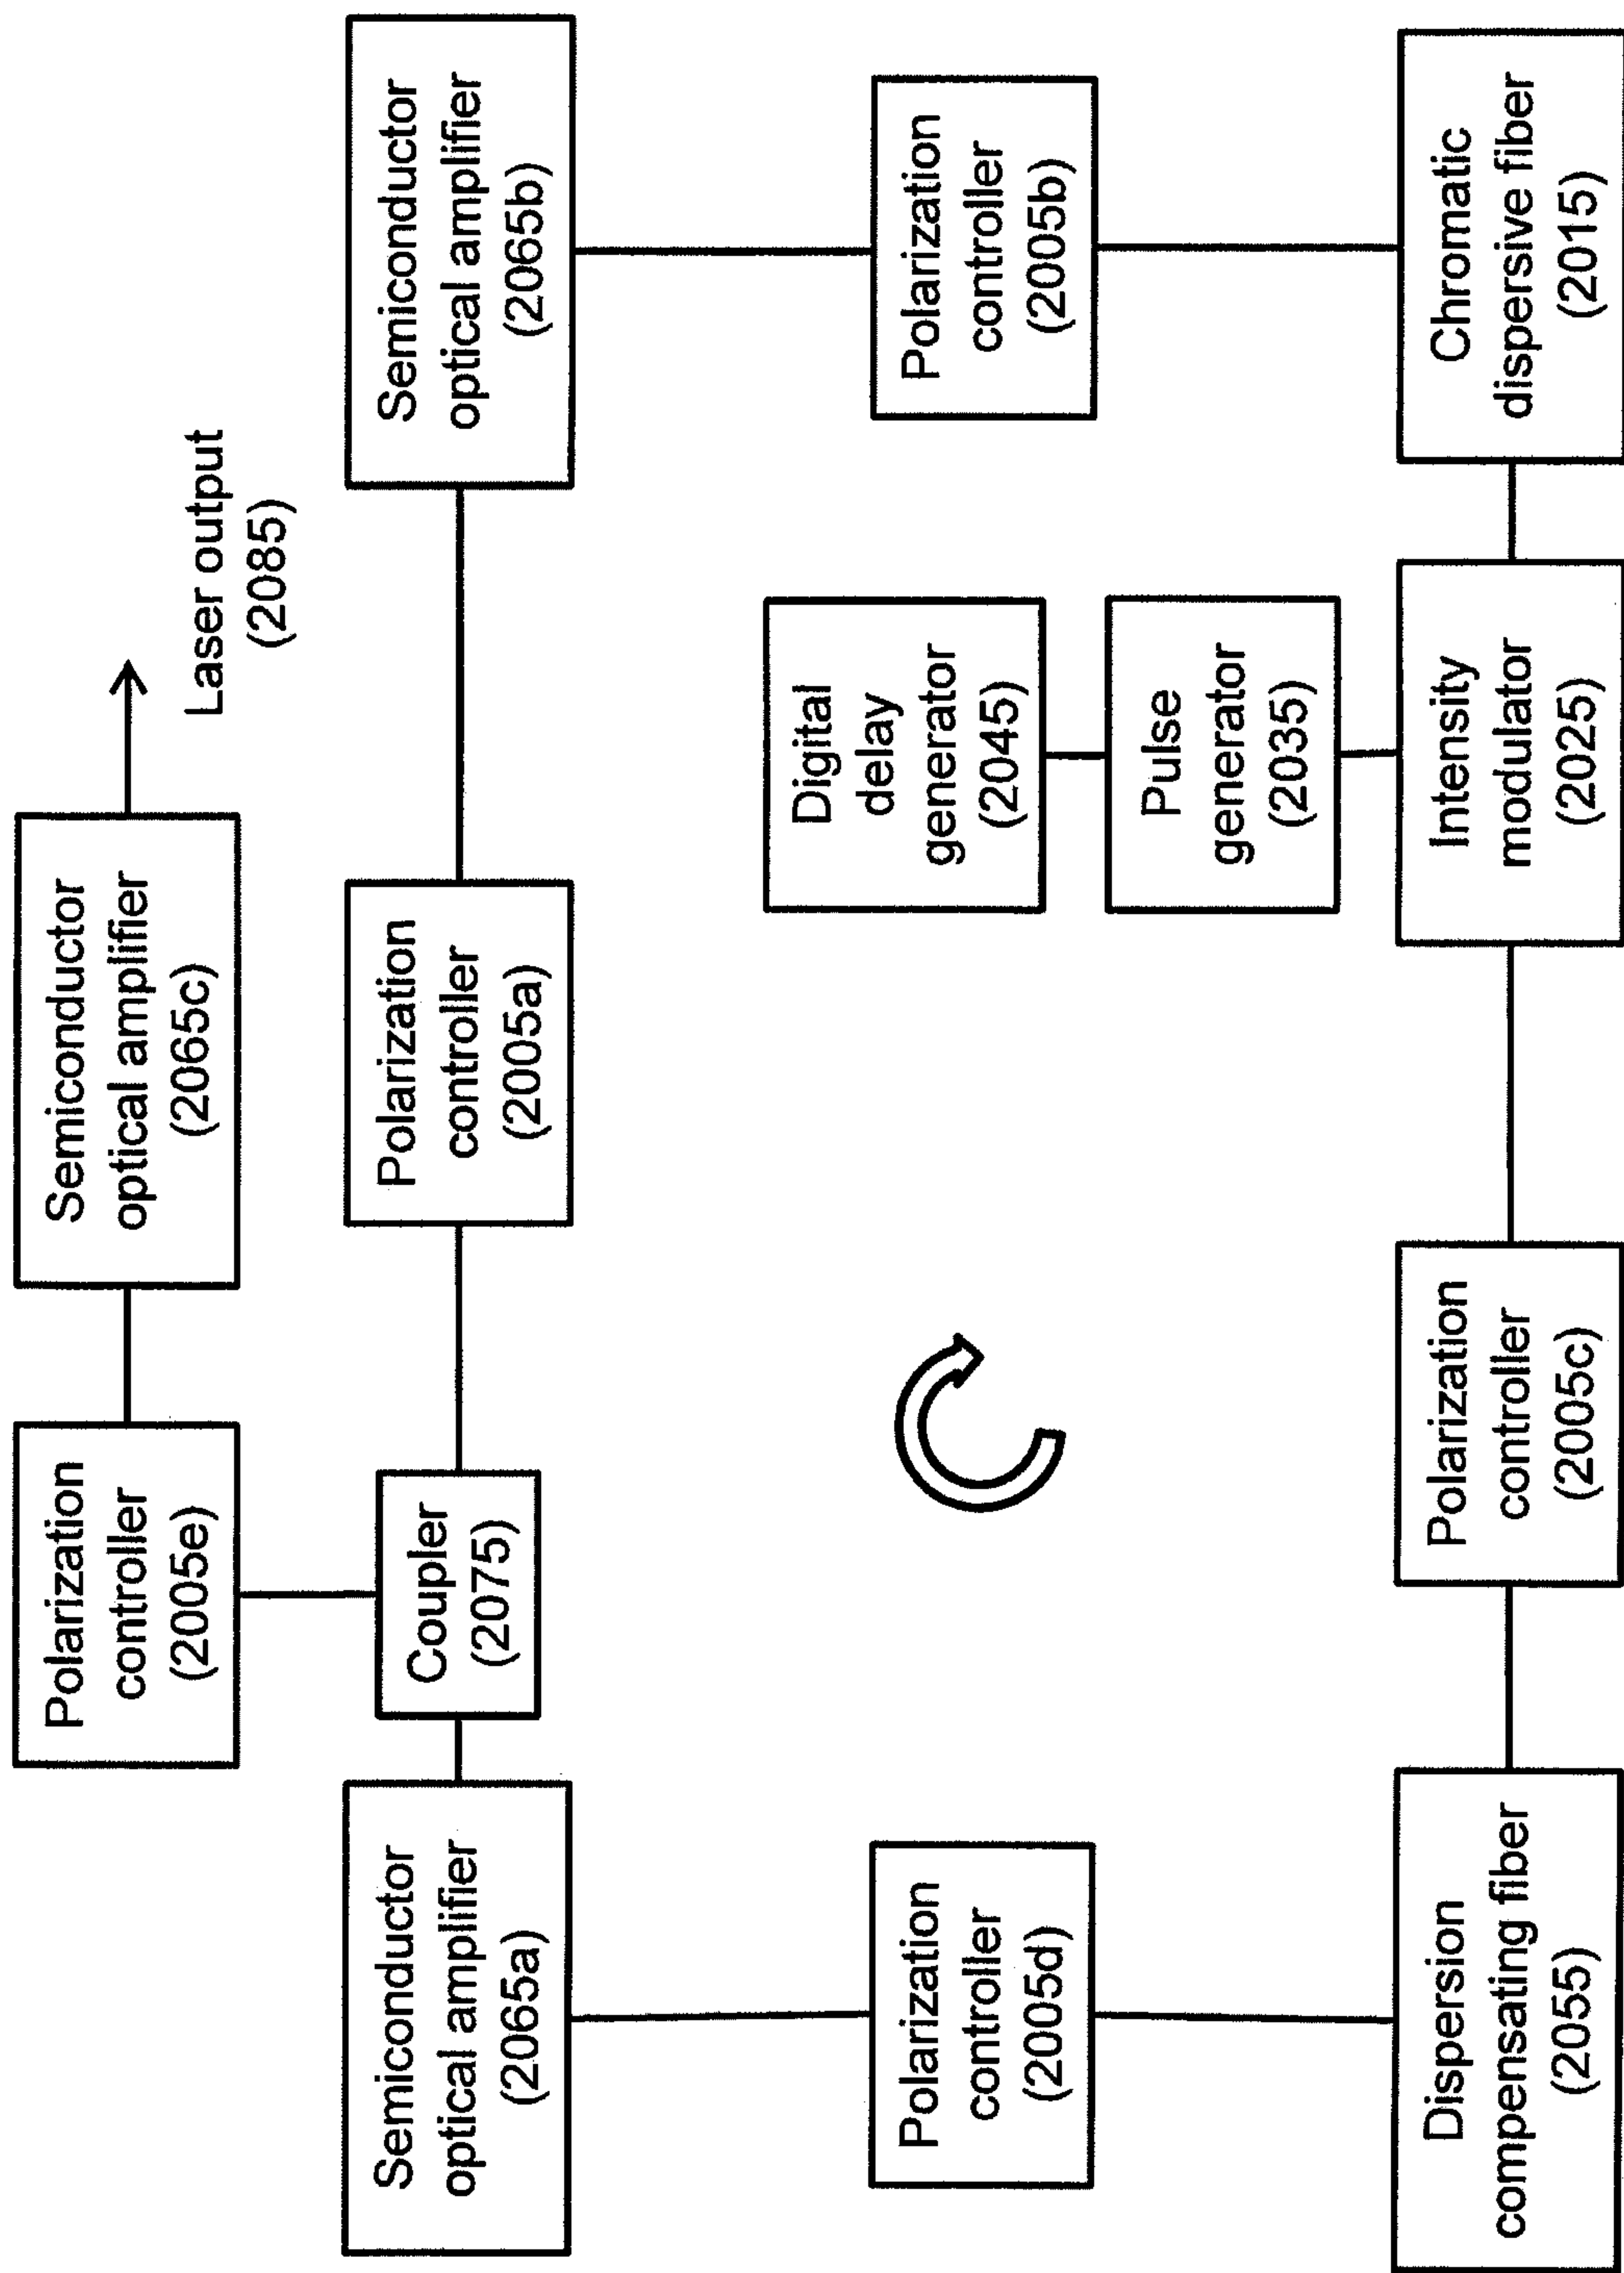 Polarization
controller
(2005e)
Semiconductor
optical amplifier
(2065c)
Laser output
(2085)
Semiconductor
optical amplifier
(2065a)
Coupler
(2075)
Polarization
controller
(2005a)
Semiconductor
optical amplifier
(2065b)
Polarization
controller
(2005d)
Digital
delay
generator
(2045)
Polarization
controller
(2005b)
Pulse
generator
(2035)
Dispersion
compensating fiber
(2055)
Polarization
controller
(2005c)
Intensity
modulator
(2025)
Chromatic
dispersive fiber
(2015)